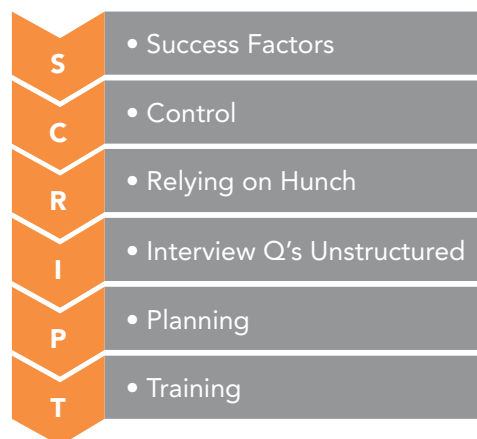 S
• Success Factors
C
• Control
R
• Relying on Hunch
I
• Interview Q's Unstructured
P
• Planning
T
• Training